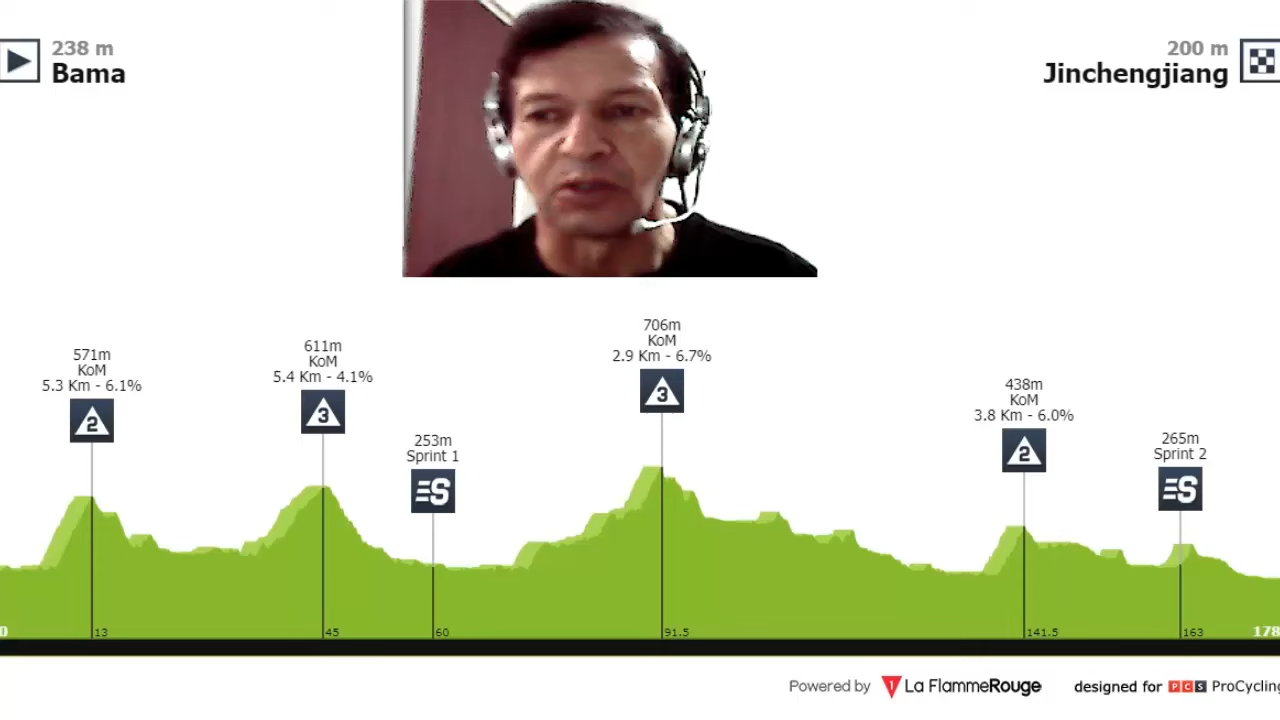 238 m
Bama
200 m
Jinchengjiang
706m
KoM
2.9 Km - 6.7%
3
611m
KoM
5.4 Km - 4.1%
3
571m
KoM
5.3 Km - 6.1%
2
438m
KoM
3.8 Km - 6.0%
2
253m
Sprint 1
S
265m
Sprint 2
S
0
13
45
60
91.5
141.5
163
178
Powered by
1
La FlammeRouge
designed for
PCS
ProCycling